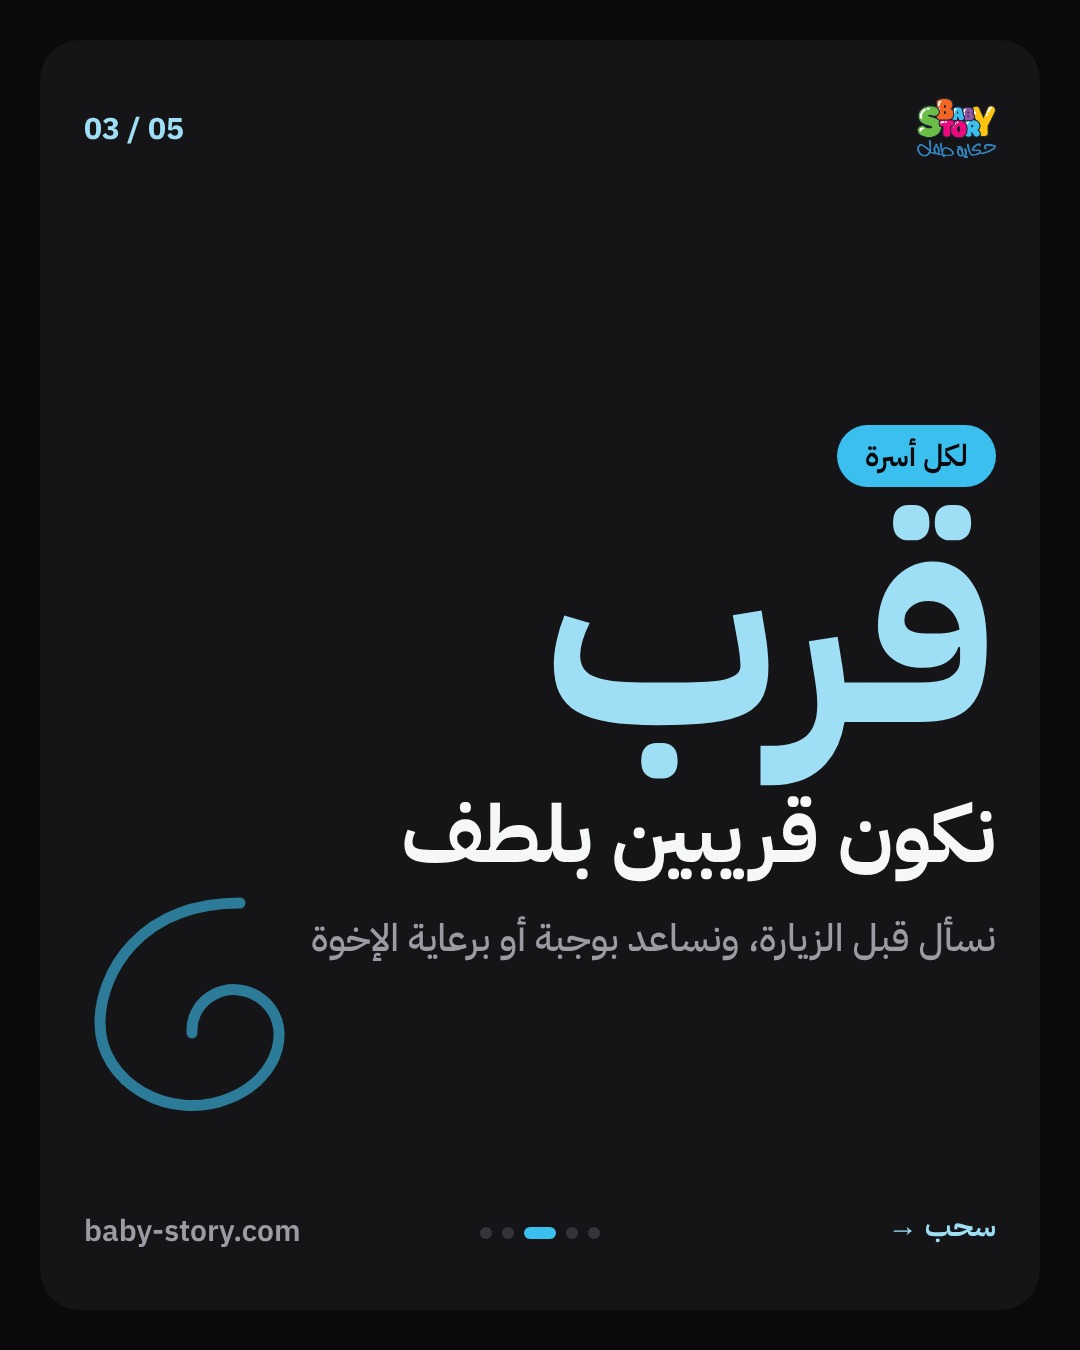 03 / 05
BABY STORY
حكاية طفل
لكل أسرة
قرب
نكون قريبين بلطف
نسأل قبل الزيارة، ونساعد بوجبة أو برعاية الإخوة
baby-story.com
سحب →